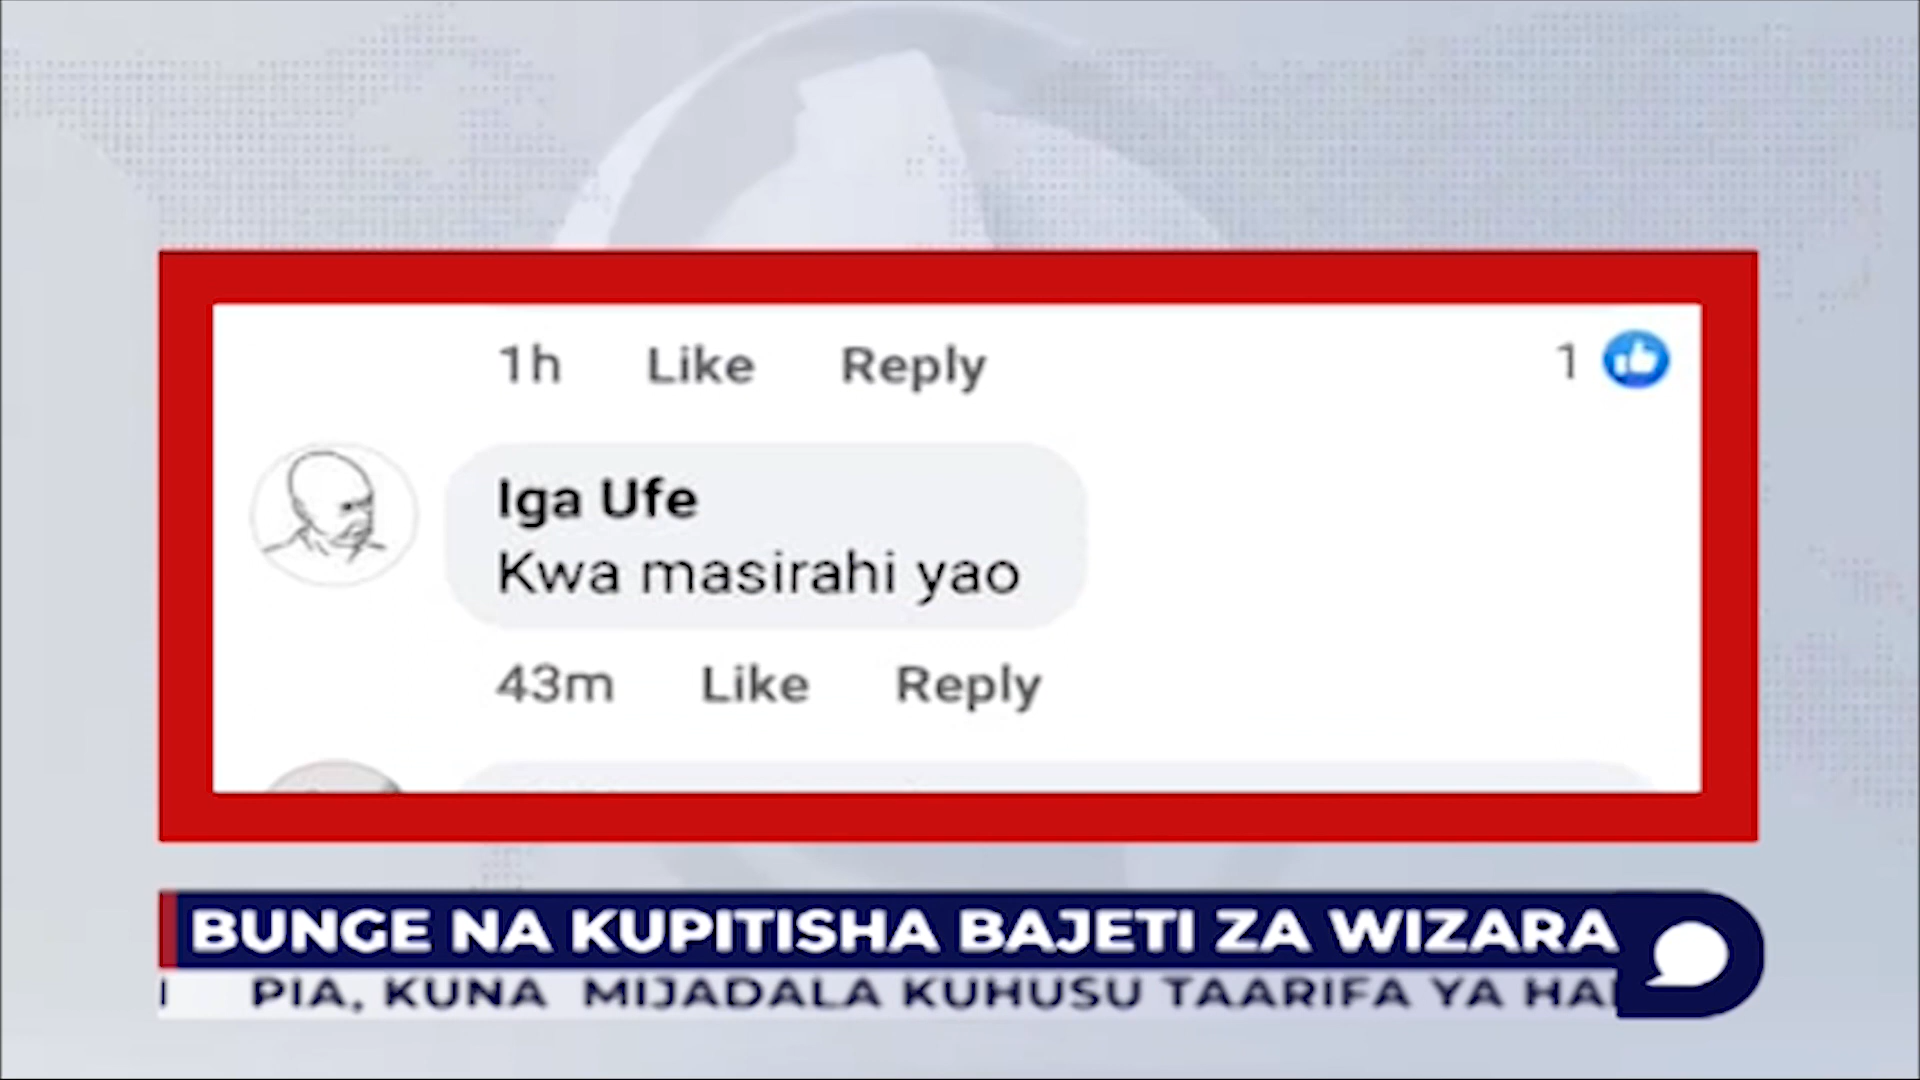 1h Like Reply 1
Iga Ufe
Kwa masirahi yao
43m Like Reply
BUNGE NA KUPITISHA BAJETI ZA WIZARA
PIA, KUNA MIJADALA KUHUSU TAARIFA YA